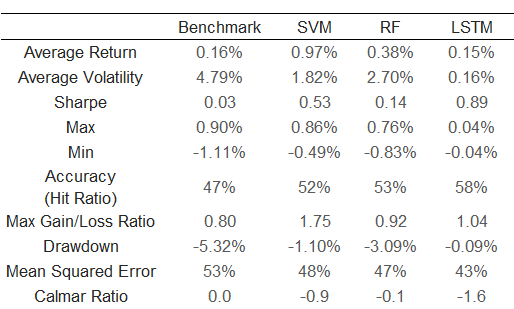 Benchmark SVM RF LSTM
Average Return 0.16% 0.97% 0.38% 0.15%
Average Volatility 4.79% 1.82% 2.70% 0.16%
Sharpe 0.03 0.53 0.14 0.89
Max 0.90% 0.86% 0.76% 0.04%
Min -1.11% -0.49% -0.83% -0.04%
Accuracy
(Hit Ratio) 47% 52% 53% 58%
Max Gain/Loss Ratio 0.80 1.75 0.92 1.04
Drawdown -5.32% -1.10% -3.09% -0.09%
Mean Squared Error 53% 48% 47% 43%
Calmar Ratio 0.0 -0.9 -0.1 -1.6